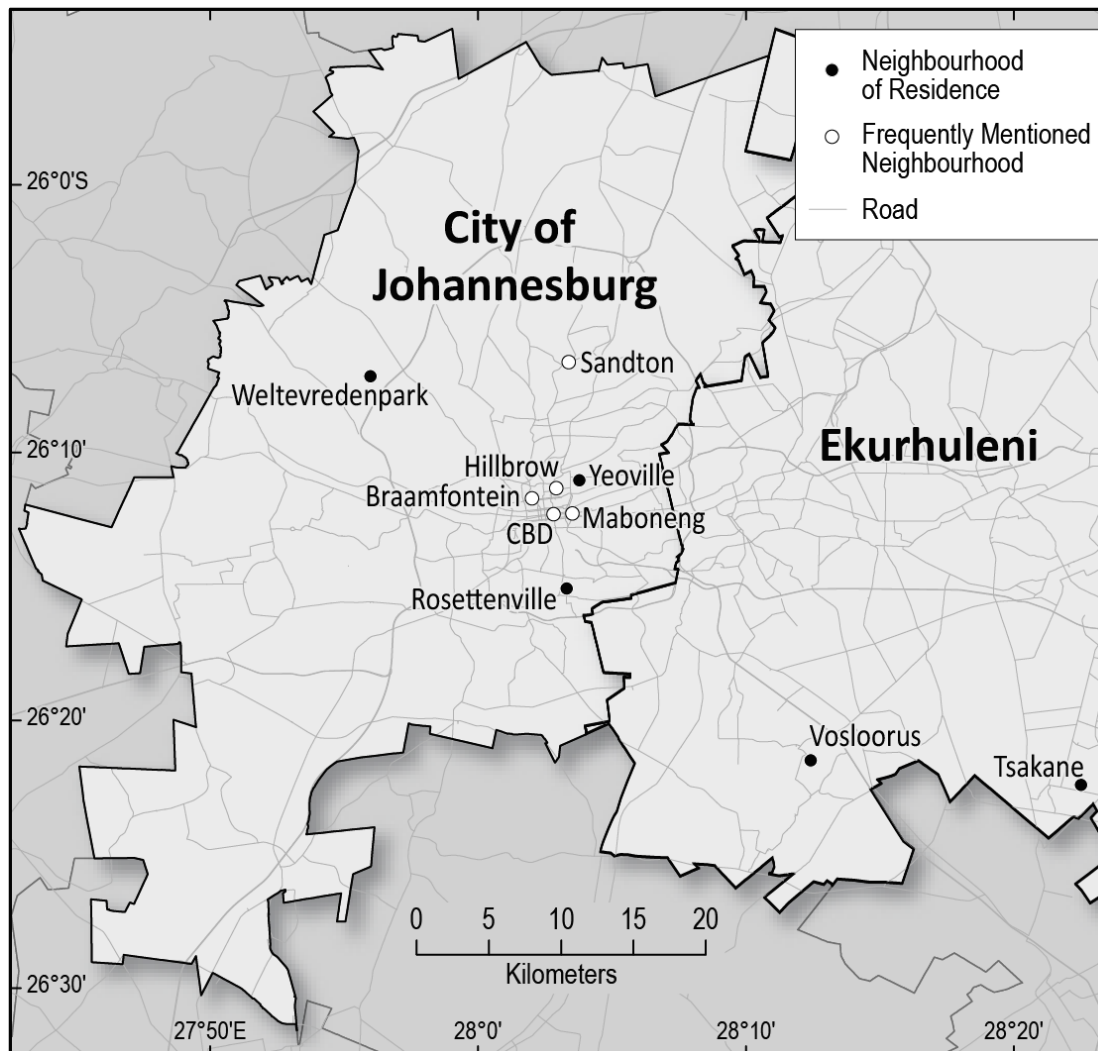 Neighbourhood
of Residence
Frequently Mentioned
Neighbourhood
Road
26°0'S
City of
Johannesburg
Sandton
Weltevredenpark
Ekurhuleni
26°10'
Hillbrow
Yeoville
Braamfontein
CBD
Maboneng
Rosettenville
26°20'
Vosloorus
Tsakane
0 5 10 15 20
Kilometers
26°30'
27°50'E 28°0' 28°10' 28°20'